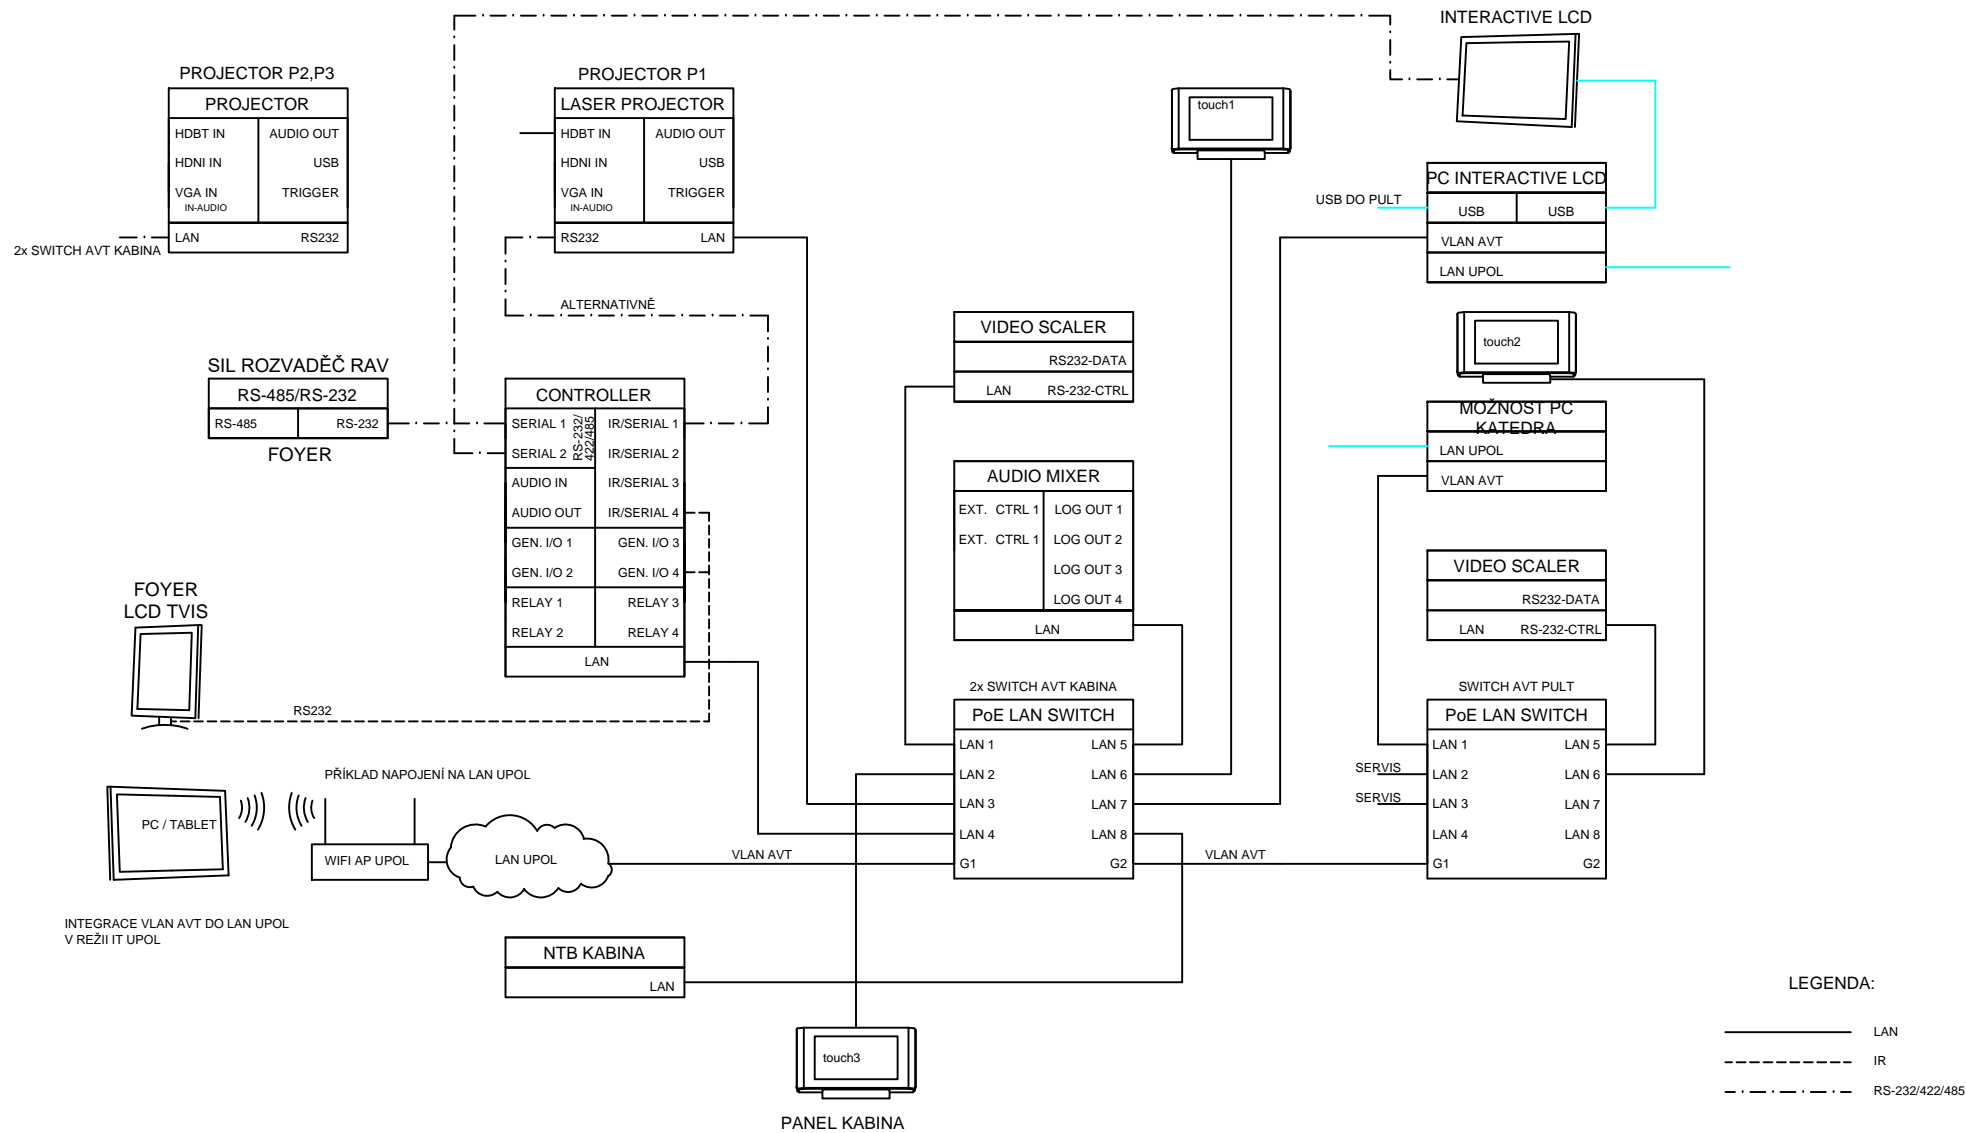 INTERACTIVE LCD
PROJECTOR P2,P3
PROJECTOR
HDBT IN
AUDIO OUT
HDNI IN
USB
VGA IN
TRIGGER
IN-AUDIO
LAN
RS232
2x SWITCH AVT KABINA
PROJECTOR P1
LASER PROJECTOR
HDBT IN
AUDIO OUT
HDNI IN
USB
VGA IN
TRIGGER
IN-AUDIO
RS232
LAN
ALTERNATIVNĚ
touch1
PC INTERACTIVE LCD
USB DO PULT
USB
USB
VLAN AVT
LAN UPOL
touch2
MOŽNOST PC
KATEDRA
LAN UPOL
VLAN AVT
VIDEO SCALER
RS232-DATA
LAN
RS-232-CTRL
SIL ROZVADĚČ RAV
RS-485/RS-232
RS-485
RS-232
FOYER
CONTROLLER
SERIAL 1
SERIAL 2
RS-232/
422/485
IR/SERIAL 1
IR/SERIAL 2
AUDIO IN
IR/SERIAL 3
AUDIO OUT
IR/SERIAL 4
GEN. I/O 1
GEN. I/O 3
GEN. I/O 2
GEN. I/O 4
RELAY 1
RELAY 3
RELAY 2
RELAY 4
LAN
AUDIO MIXER
EXT. CTRL 1
LOG OUT 1
EXT. CTRL 1
LOG OUT 2
LOG OUT 3
LOG OUT 4
LAN
VIDEO SCALER
RS232-DATA
LAN
RS-232-CTRL
FOYER
LCD TVIS
RS232
2x SWITCH AVT KABINA
PoE LAN SWITCH
LAN 1
LAN 5
LAN 2
LAN 6
LAN 3
LAN 7
LAN 4
LAN 8
G1
G2
SWITCH AVT PULT
PoE LAN SWITCH
LAN 1
LAN 5
SERVIS
LAN 2
LAN 6
SERVIS
LAN 3
LAN 7
LAN 4
LAN 8
G1
G2
PŘÍKLAD NAPOJENÍ NA LAN UPOL
PC / TABLET
WIFI AP UPOL
LAN UPOL
VLAN AVT
VLAN AVT
INTEGRACE VLAN AVT DO LAN UPOL
V REŽII IT UPOL
NTB KABINA
LAN
touch3
PANEL KABINA
LEGENDA:
LAN
IR
RS-232/422/485